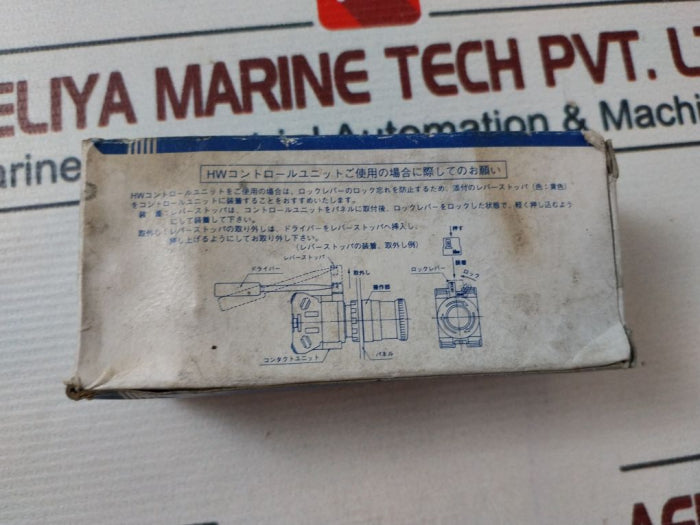 ELIYA MARINE TECH PVT. L
arine
Automation & Machi
HWコントロールユニットご使用の場合に際してのお願い
HWコントロールユニットをご使用の場合は、ロックレバーのロック忘れを防止するため、添付のレバーストッパ(色:黄色)
をコントロールユニットに装着することをおすすめいたします。
装 着:レバーストッパは、コントロールユニットをパネルに取付後、ロックレバーをロックした状態で、軽く押し込むよう
にして装着して下さい。
取外し:レバーストッパの取り外しは、ドライバーをレバーストッパへ挿入し、
押し上げるようにしてお取り外し下さい。
(レバーストッパの装着、取外し例)
押す
レバーストッパ
ドライバー
取外し
操作部
装着
ロックレバー
ロック
コンタクトユニット
パネル
AE